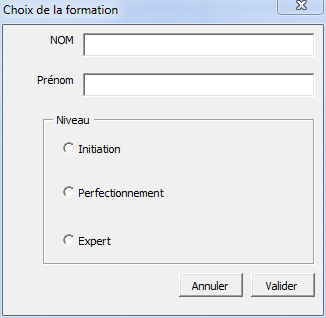 Choix de la formation
NOM
Prénom
Niveau
Initiation
Perfectionnement
Expert
Annuler Valider